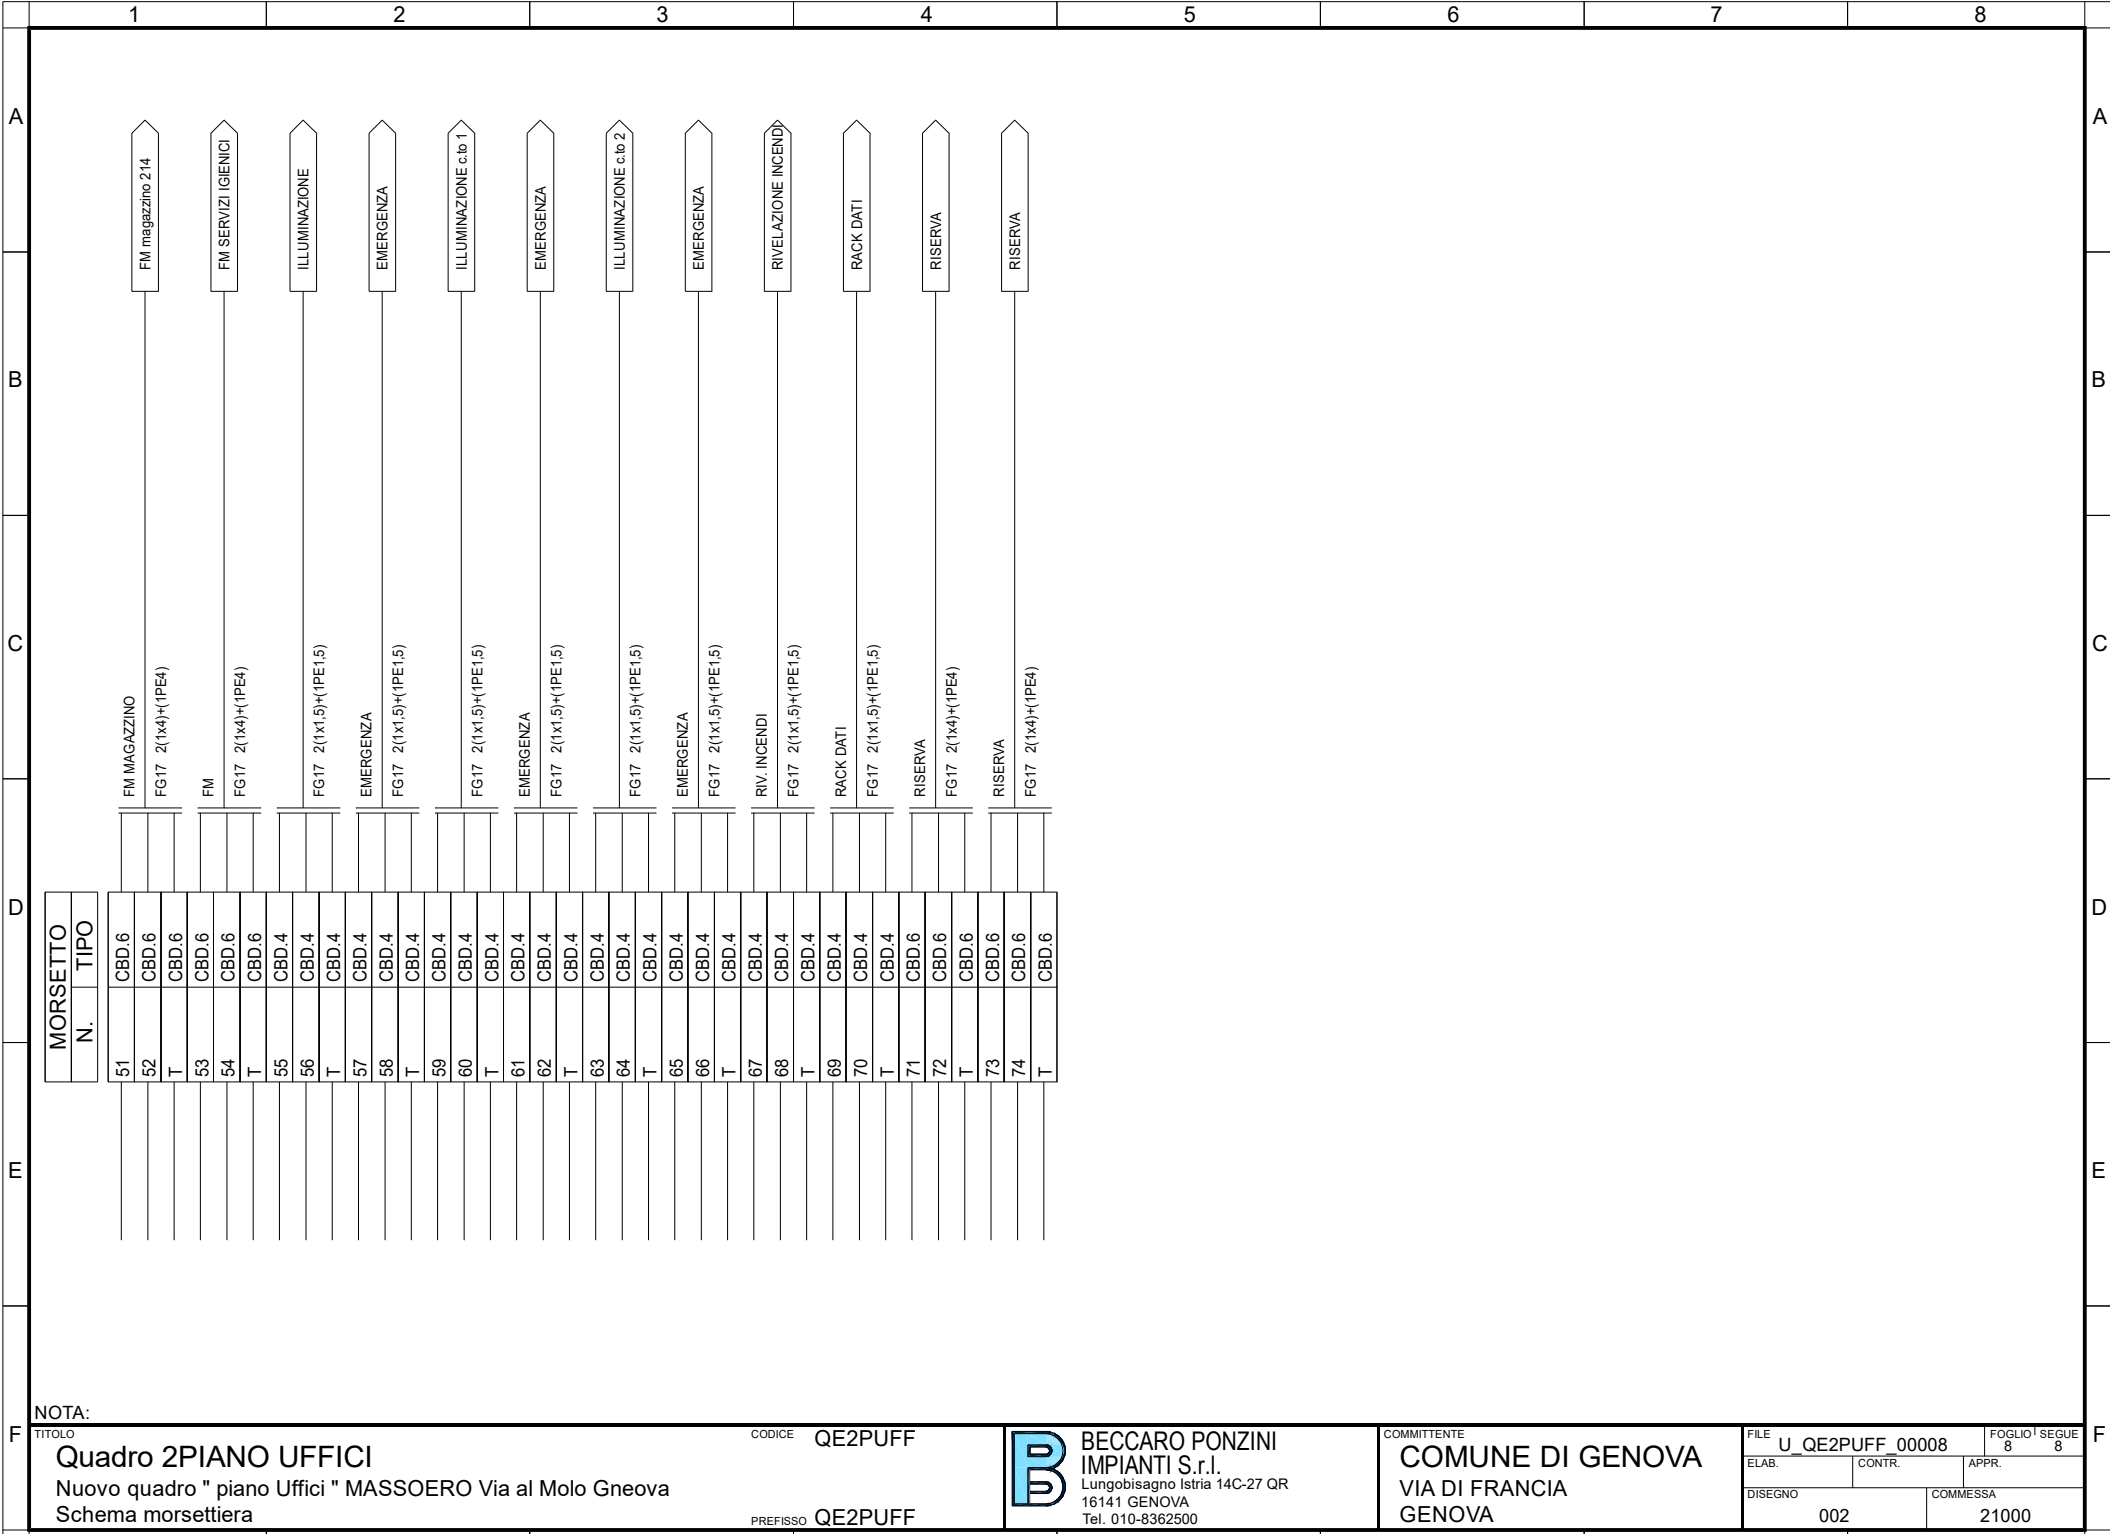 1 2 3 4 5 6 7 8
A A
B B
C C
D D
E E
F F
FM magazzino 214
FM SERVIZI IGIENICI
ILLUMINAZIONE
EMERGENZA
ILLUMINAZIONE c.to 1
EMERGENZA
ILLUMINAZIONE c.to 2
EMERGENZA
RIVELAZIONE INCENDI
RACK DATI
RISERVA
RISERVA
FM MAGAZZINO
FG17 2(1x4)+(1PE4)
FM
FG17 2(1x4)+(1PE4)
FG17 2(1x1,5)+(1PE1,5)
EMERGENZA
FG17 2(1x1,5)+(1PE1,5)
FG17 2(1x1,5)+(1PE1,5)
EMERGENZA
FG17 2(1x1,5)+(1PE1,5)
FG17 2(1x1,5)+(1PE1,5)
EMERGENZA
FG17 2(1x1,5)+(1PE1,5)
RIV. INCENDI
FG17 2(1x1,5)+(1PE1,5)
RACK DATI
FG17 2(1x1,5)+(1PE1,5)
RISERVA
FG17 2(1x4)+(1PE4)
RISERVA
FG17 2(1x4)+(1PE4)
MORSETTO
N. TIPO
51 CBD.6
52 CBD.6
T CBD.6
53 CBD.6
54 CBD.6
T CBD.6
55 CBD.4
56 CBD.4
T CBD.4
57 CBD.4
58 CBD.4
T CBD.4
59 CBD.4
60 CBD.4
T CBD.4
61 CBD.4
62 CBD.4
T CBD.4
63 CBD.4
64 CBD.4
T CBD.4
65 CBD.4
66 CBD.4
T CBD.4
67 CBD.4
68 CBD.4
T CBD.4
69 CBD.4
70 CBD.4
T CBD.4
71 CBD.6
72 CBD.6
T CBD.6
73 CBD.6
74 CBD.6
T CBD.6
NOTA:
TITOLO
Quadro 2PIANO UFFICI
Nuovo quadro " piano Uffici " MASSOERO Via al Molo Gneova
Schema morsettiera
CODICE QE2PUFF
PREFISSO QE2PUFF
BECCARO PONZINI
IMPIANTI S.r.l.
Lungobisagno Istria 14C-27 QR
16141 GENOVA
Tel. 010-8362500
COMMITTENTE
COMUNE DI GENOVA
VIA DI FRANCIA
GENOVA
FILE U_QE2PUFF_00008
FOGLIO 8
SEGUE 8
ELAB. CONTR. APPR.
DISEGNO 002
COMMESSA 21000